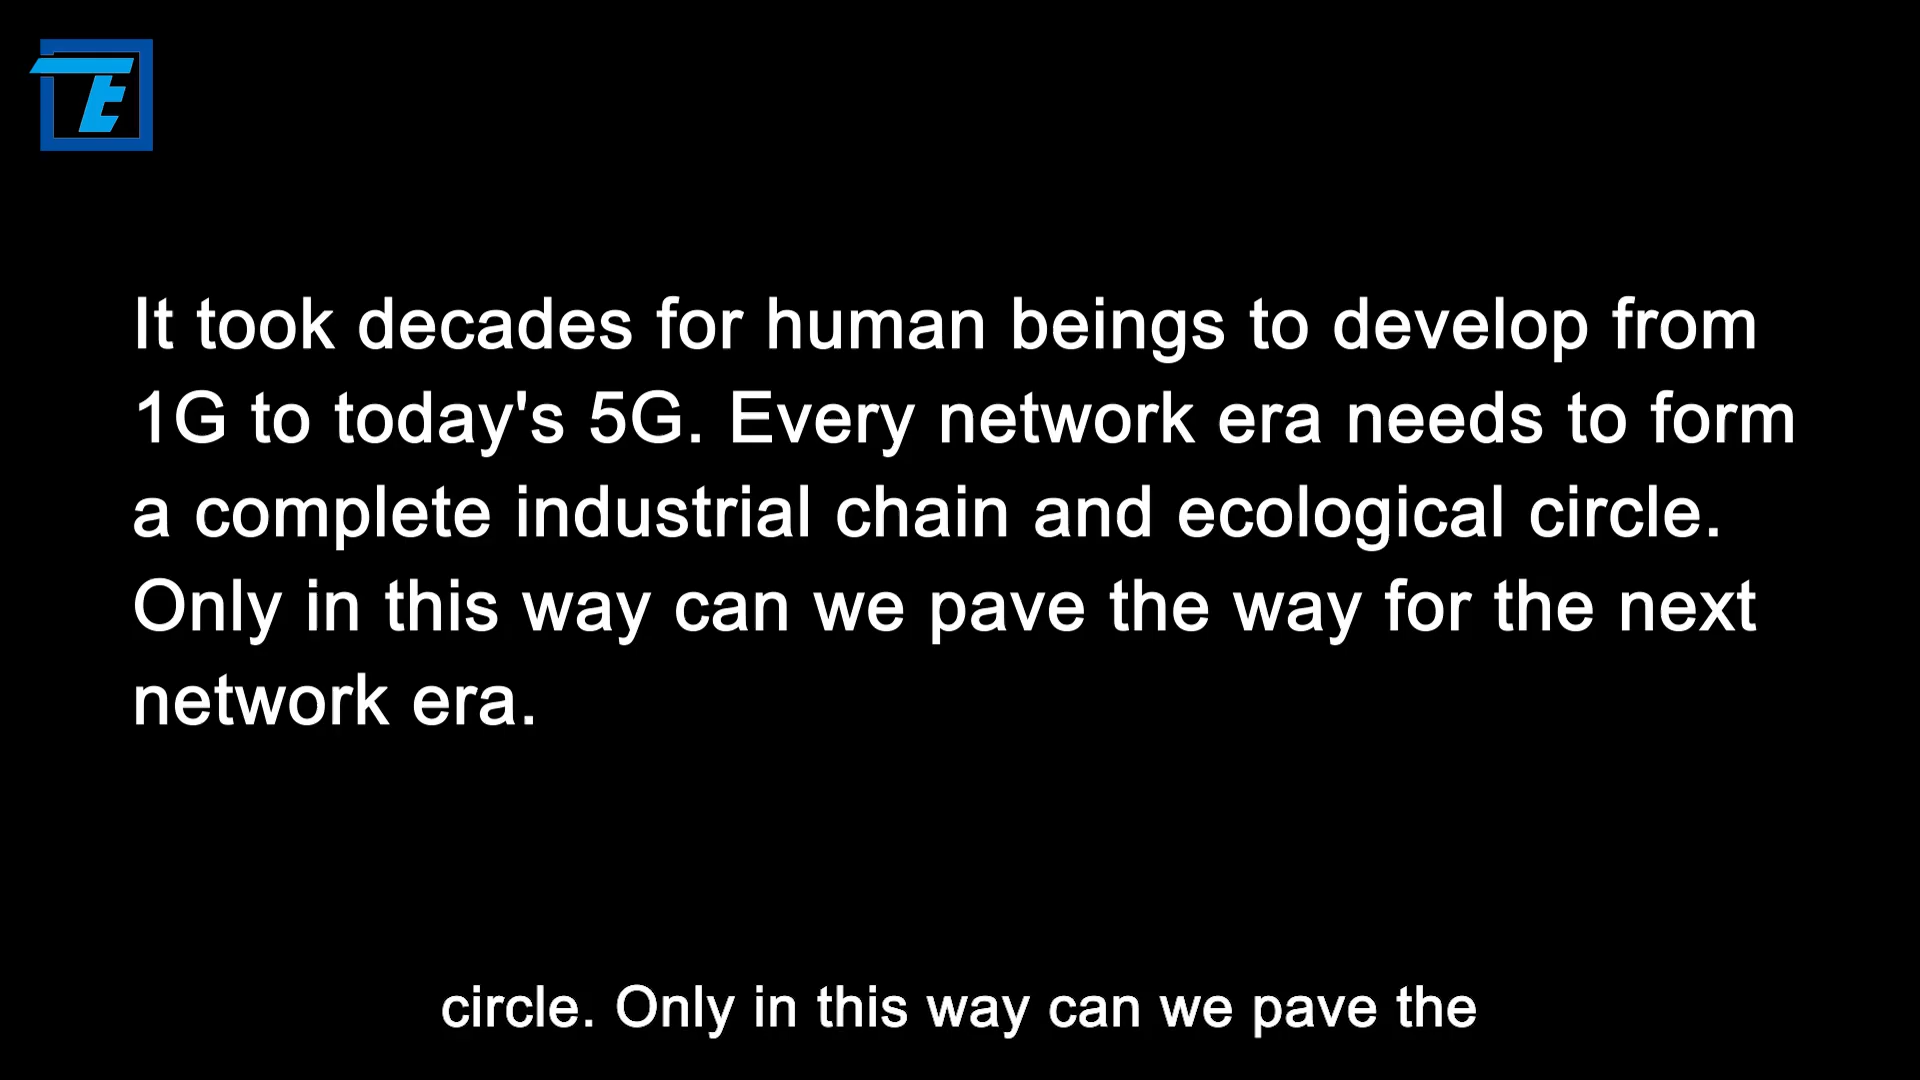 TE
It took decades for human beings to develop from
1G to today's 5G. Every network era needs to form
a complete industrial chain and ecological circle.
Only in this way can we pave the way for the next
network era.
circle. Only in this way can we pave the